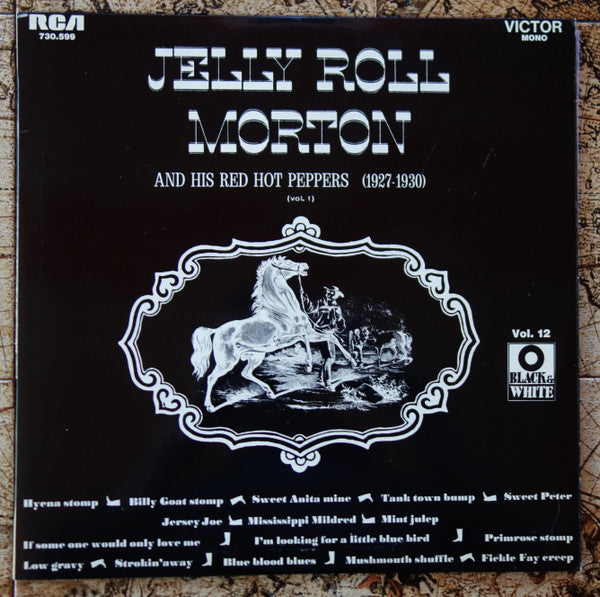 RCA VICTOR
730.599 MONO
JELLY ROLL
MORTON
AND HIS RED HOT PEPPERS (1927-1930)
(vol. 1)
Vol. 12
BLACK&
WHITE
Hyena stomp Billy Goat stomp Sweet Anita mine Tank town bump Sweet Peter
Jersey Joe Mississippi Mildred Mint julep
If some one would only love me I'm looking for a little blue bird Primrose stomp
Low gravy Strokin'away Blue blood blues Mushmouth shuffle Fickle Fay creep